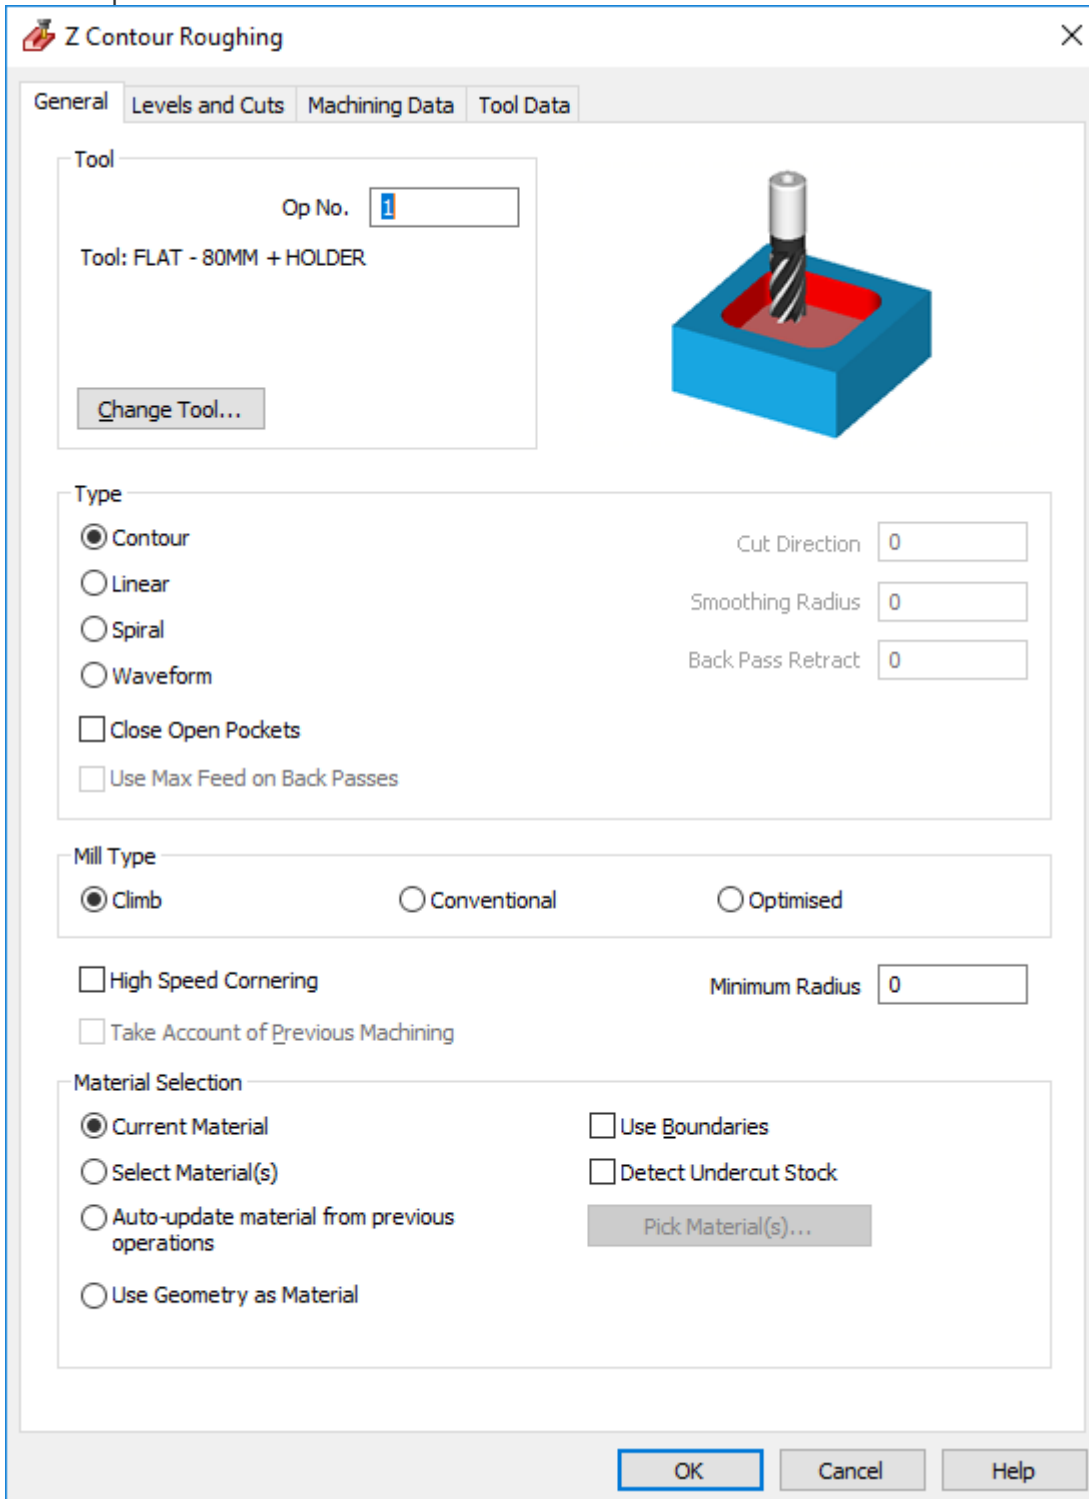 Z Contour Roughing
General Levels and Cuts Machining Data Tool Data
Tool
Op No. 1
Tool: FLAT - 80MM + HOLDER
Change Tool...
Type
Contour
Cut Direction 0
Linear
Smoothing Radius 0
Spiral
Back Pass Retract 0
Waveform
Close Open Pockets
Use Max Feed on Back Passes
Mill Type
Climb Conventional Optimised
High Speed Cornering
Minimum Radius 0
Take Account of Previous Machining
Material Selection
Current Material
Use Boundaries
Select Material(s)
Detect Undercut Stock
Auto-update material from previous
operations
Pick Material(s)...
Use Geometry as Material
OK Cancel Help